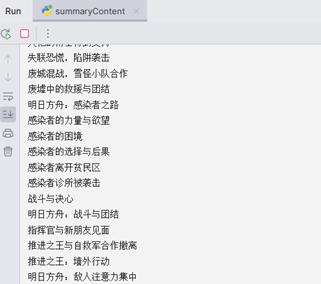 Run
summaryContent
失联恐慌，陷阱袭击
废城混战，雪怪小队合作
废墟中的救援与团结
明日方舟：感染者之路
感染者的力量与欲望
感染者的困境
感染者的选择与后果
感染者离开贫民区
感染者诊所被袭击
战斗与决心
明日方舟，战斗与团结
指挥官与新朋友见面
推进之王与自救军合作撤离
推进之王，墙外行动
明日方舟，敌人注意力集中